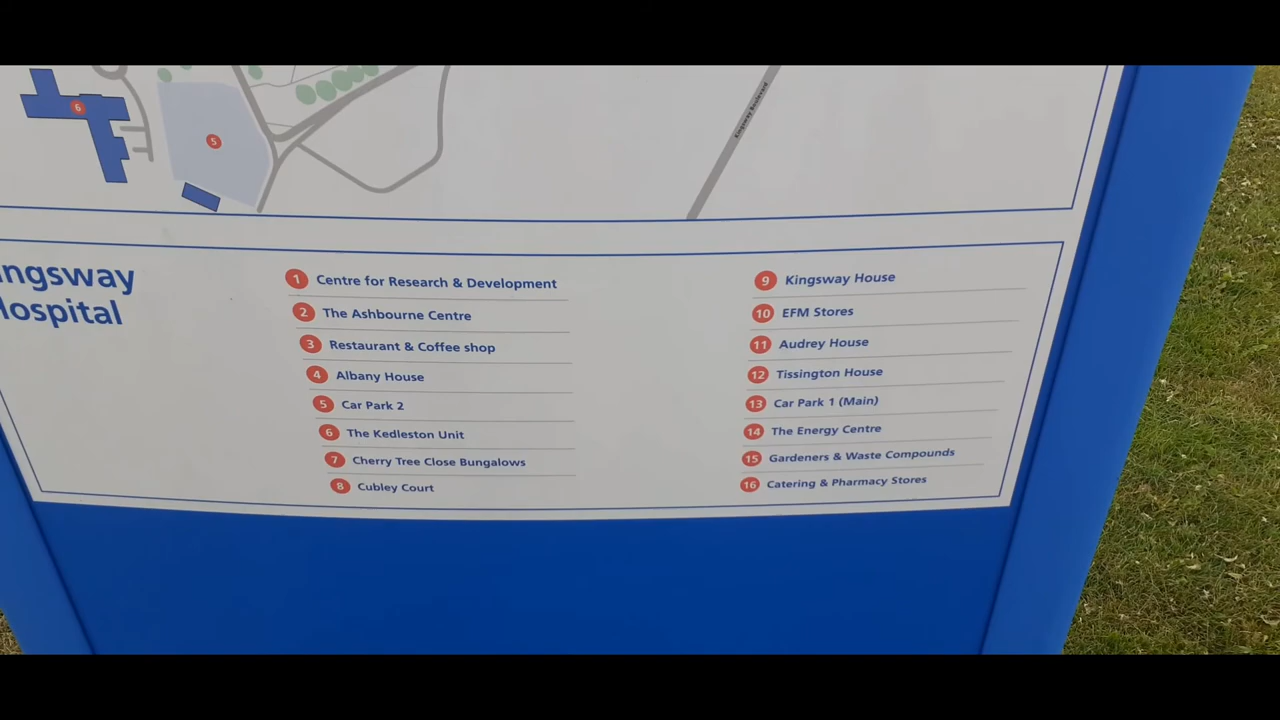 6
5
Kingsway Boulevard
ngsway
ospital
1 Centre for Research & Development
2 The Ashbourne Centre
3 Restaurant & Coffee shop
4 Albany House
5 Car Park 2
6 The Kedleston Unit
7 Cherry Tree Close Bungalows
8 Cubley Court
9 Kingsway House
10 EFM Stores
11 Audrey House
12 Tissington House
13 Car Park 1 (Main)
14 The Energy Centre
15 Gardeners & Waste Compounds
16 Catering & Pharmacy Stores